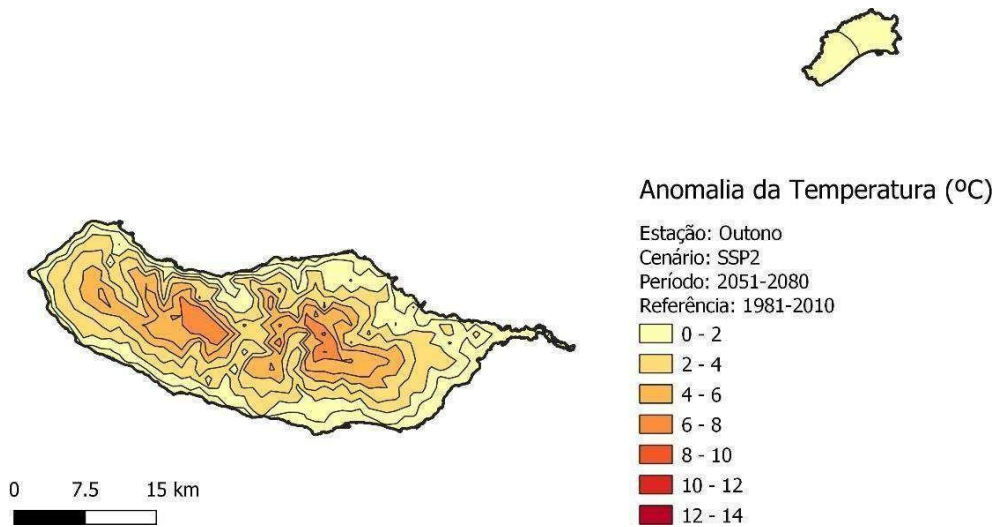 Anomalia da Temperatura (ºC)
Estação: Outono
Cenário: SSP2
Período: 2051-2080
Referência: 1981-2010
0 - 2
2 - 4
4 - 6
6 - 8
8 - 10
10 - 12
12 - 14
0 7.5 15 km